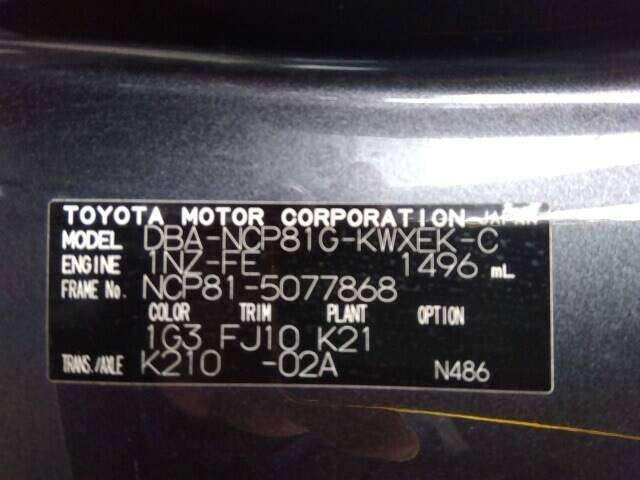 TOYOTA MOTOR CORPORATION JAPAN
MODEL DBA-NCP81G-KWXEK-C
ENGINE 1NZ-FE 1496 mL
FRAME No. NCP81-5077868
COLOR TRIM PLANT OPTION
1G3 FJ10 K21
TRANS./AXLE K210 -02A N486